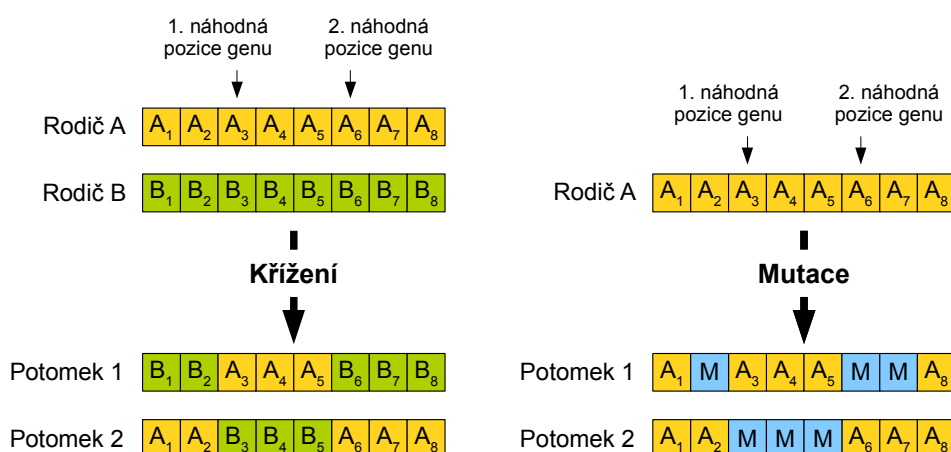 1. náhodná
pozice genu
2. náhodná
pozice genu
Rodič A A₁ A₂ A₃ A₄ A₅ A₆ A₇ A₈
Rodič B B₁ B₂ B₃ B₄ B₅ B₆ B₇ B₈
Křížení
Potomek 1 B₁ B₂ A₃ A₄ A₅ B₆ B₇ B₈
Potomek 2 A₁ A₂ B₃ B₄ B₅ A₆ A₇ A₈
1. náhodná
pozice genu
2. náhodná
pozice genu
Rodič A A₁ A₂ A₃ A₄ A₅ A₆ A₇ A₈
Mutace
Potomek 1 A₁ M A₃ A₄ A₅ M M A₈
Potomek 2 A₁ A₂ M M M A₆ A₇ A₈